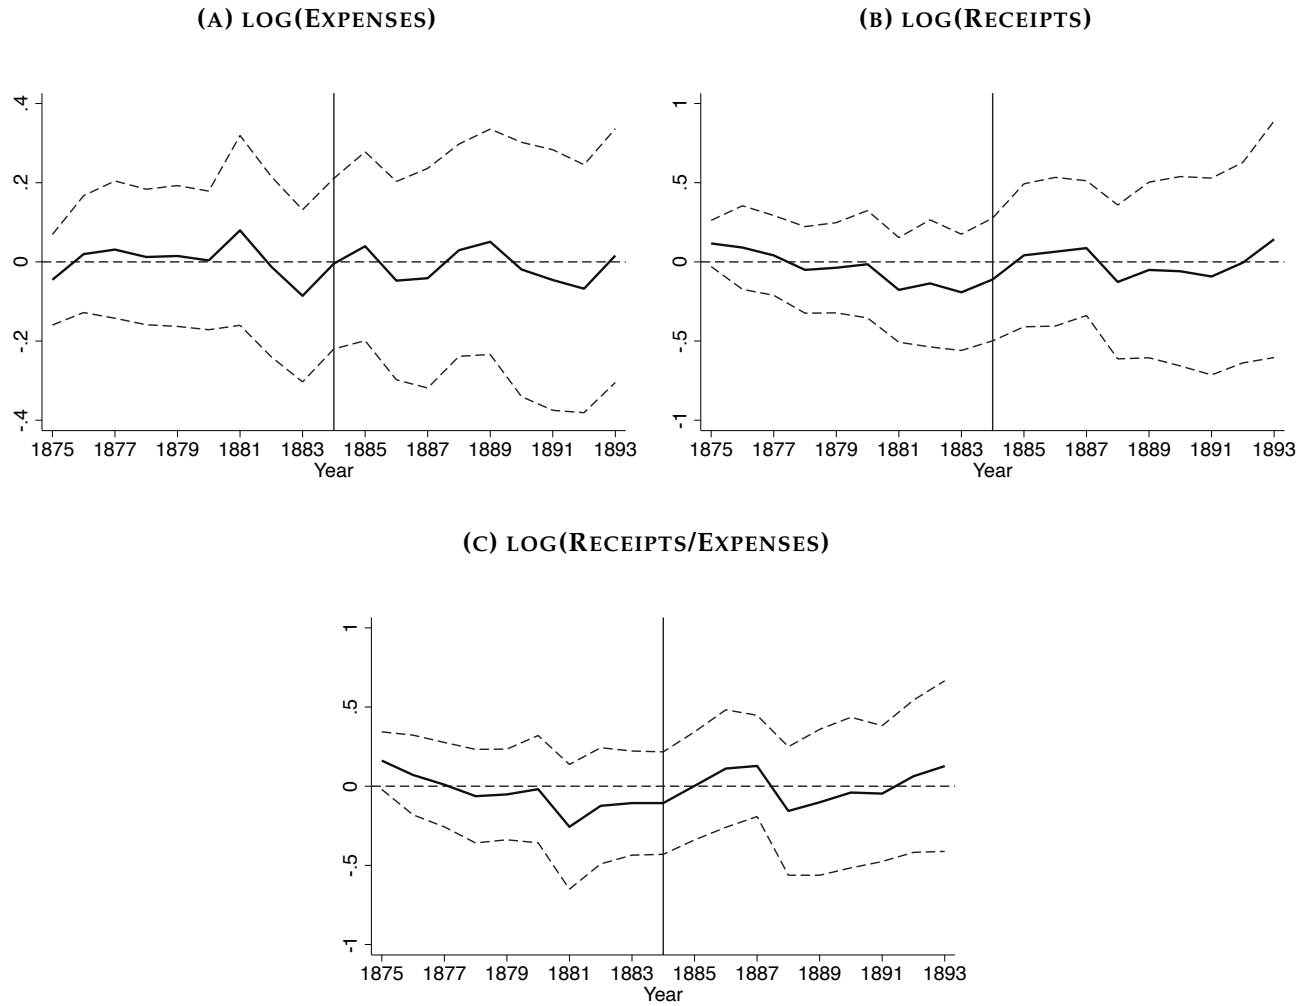 (A) LOG(EXPENSES)
.4
.2
0
-.2
-.4
1875 1877 1879 1881 1883 1885 1887 1889 1891 1893
Year
(B) LOG(RECEIPTS)
1
.5
0
-.5
-1
1875 1877 1879 1881 1883 1885 1887 1889 1891 1893
Year
(C) LOG(RECEIPTS/EXPENSES)
1
.5
0
-.5
-1
1875 1877 1879 1881 1883 1885 1887 1889 1891 1893
Year